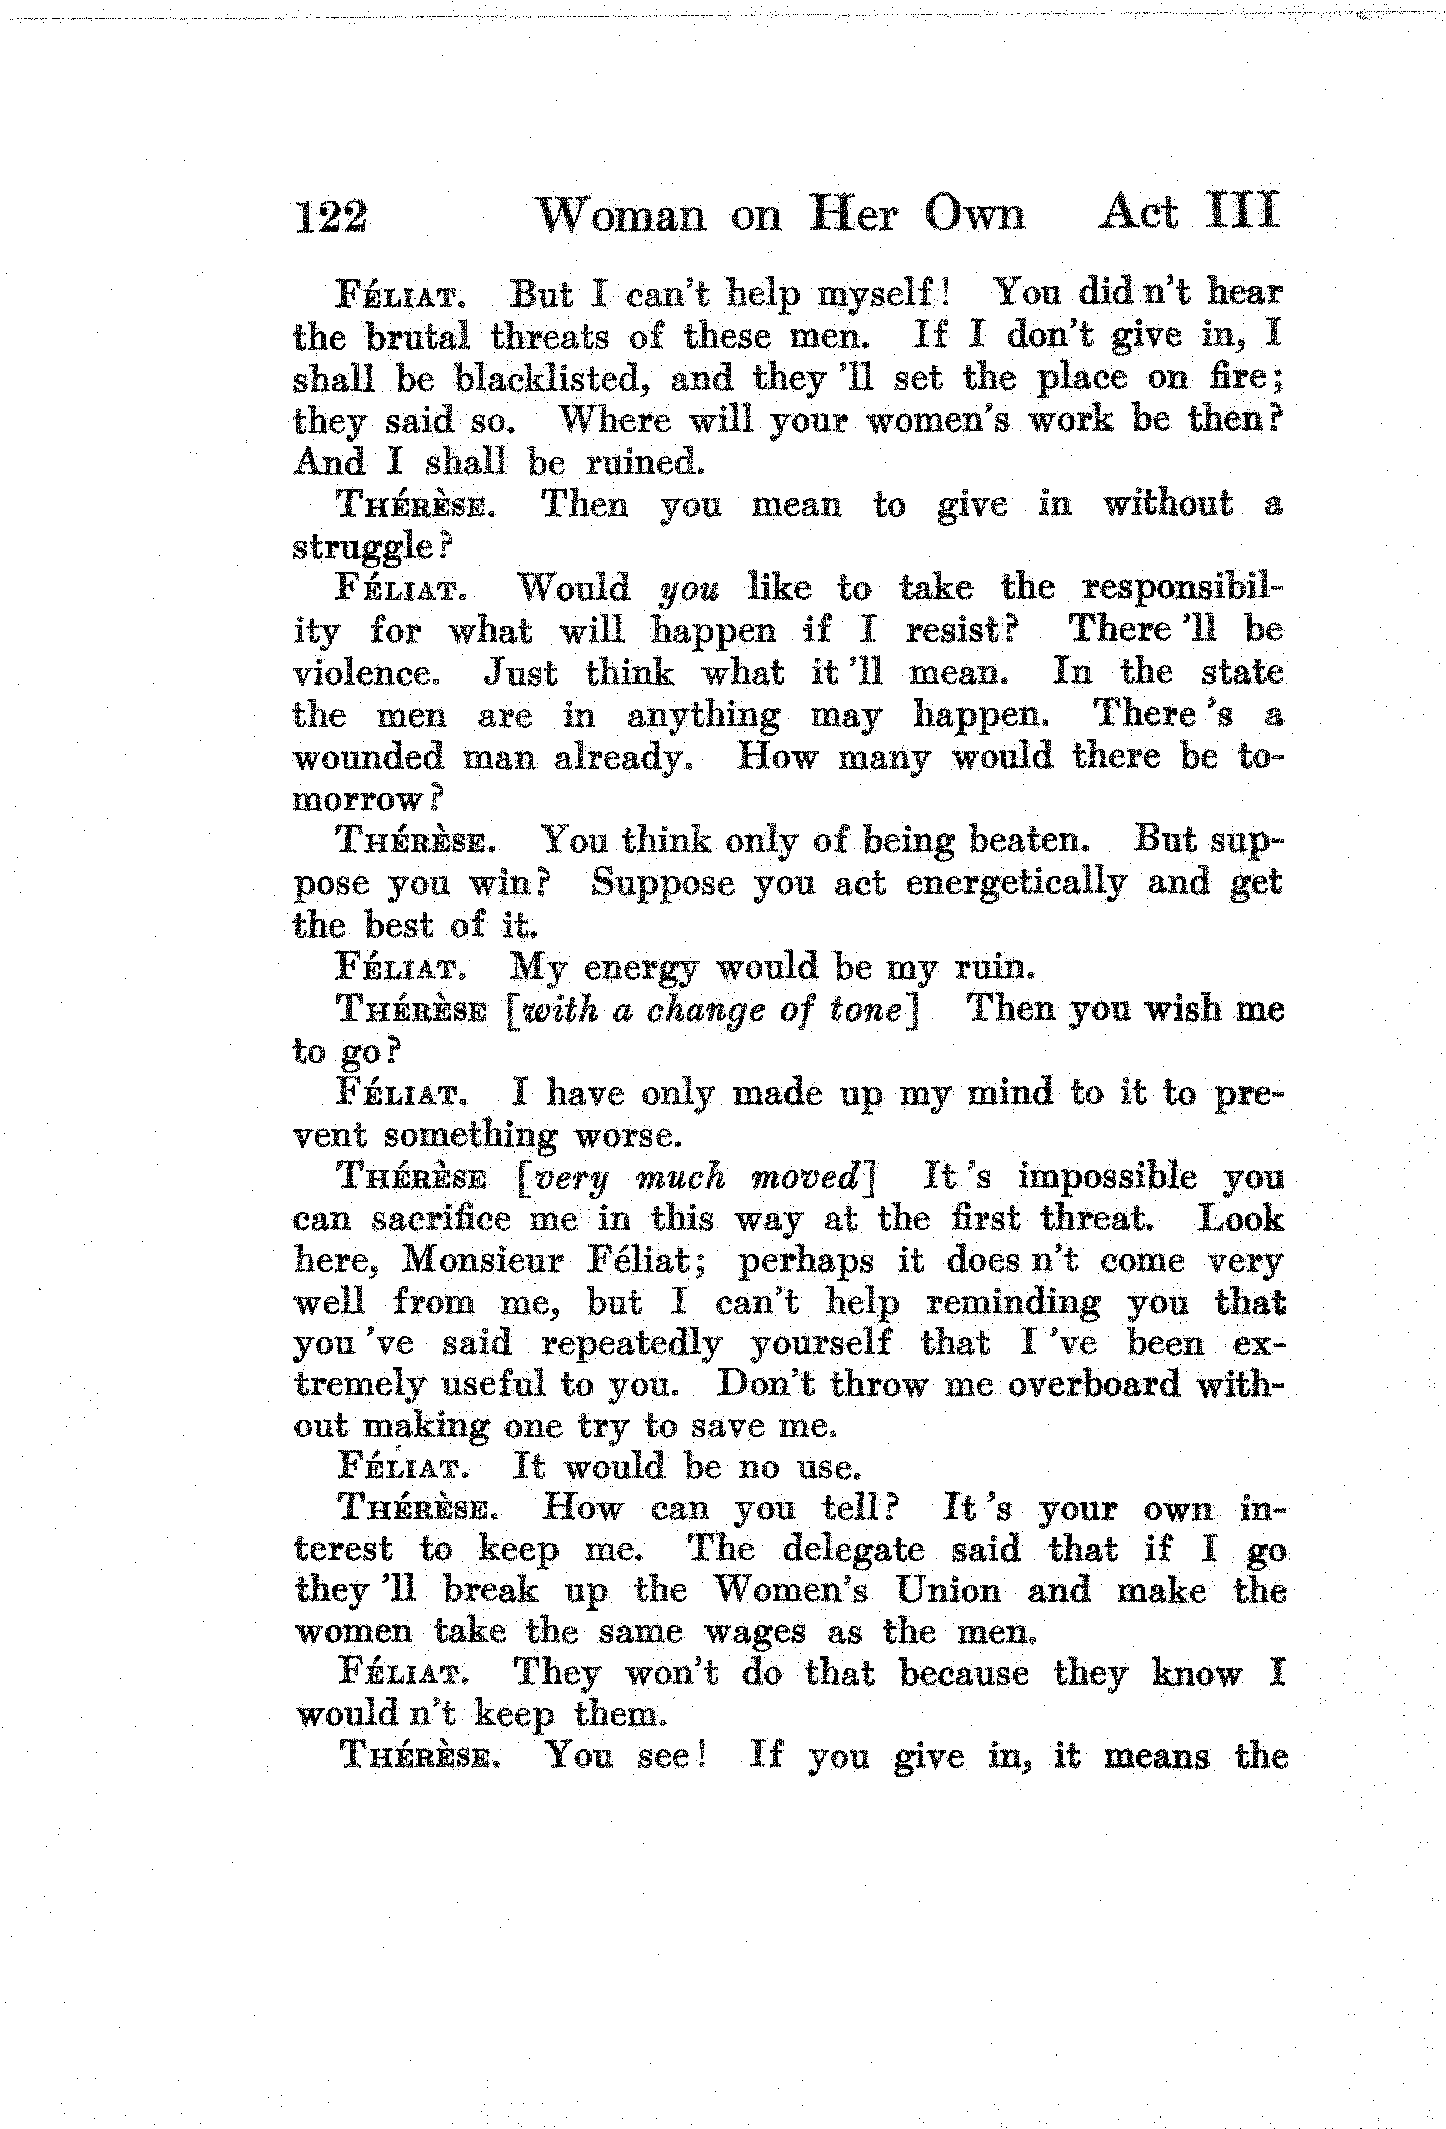 122 Woman on Her Own Act III
FÉLIAT. But I can't help myself! You did n't hear
the brutal threats of these men. If I don't give in, I
shall be blacklisted, and they 'll set the place on fire;
they said so. Where will your women's work be then?
And I shall be ruined.
THÉRÈSE. Then you mean to give in without a
struggle?
FÉLIAT. Would you like to take the responsibil-
ity for what will happen if I resist? There 'll be
violence. Just think what it 'll mean. In the state
the men are in anything may happen. There 's a
wounded man already. How many would there be to-
morrow?
THÉRÈSE. You think only of being beaten. But sup-
pose you win? Suppose you act energetically and get
the best of it.
FÉLIAT. My energy would be my ruin.
THÉRÈSE [with a change of tone] Then you wish me
to go?
FÉLIAT. I have only made up my mind to it to pre-
vent something worse.
THÉRÈSE [very much moved] It 's impossible you
can sacrifice me in this way at the first threat. Look
here, Monsieur Féliat; perhaps it does n't come very
well from me, but I can't help reminding you that
you 've said repeatedly yourself that I 've been ex-
tremely useful to you. Don't throw me overboard with-
out making one try to save me.
FÉLIAT. It would be no use.
THÉRÈSE. How can you tell? It 's your own in-
terest to keep me. The delegate said that if I go
they 'll break up the Women's Union and make the
women take the same wages as the men.
FÉLIAT. They won't do that because they know I
would n't keep them.
THÉRÈSE. You see! If you give in, it means the